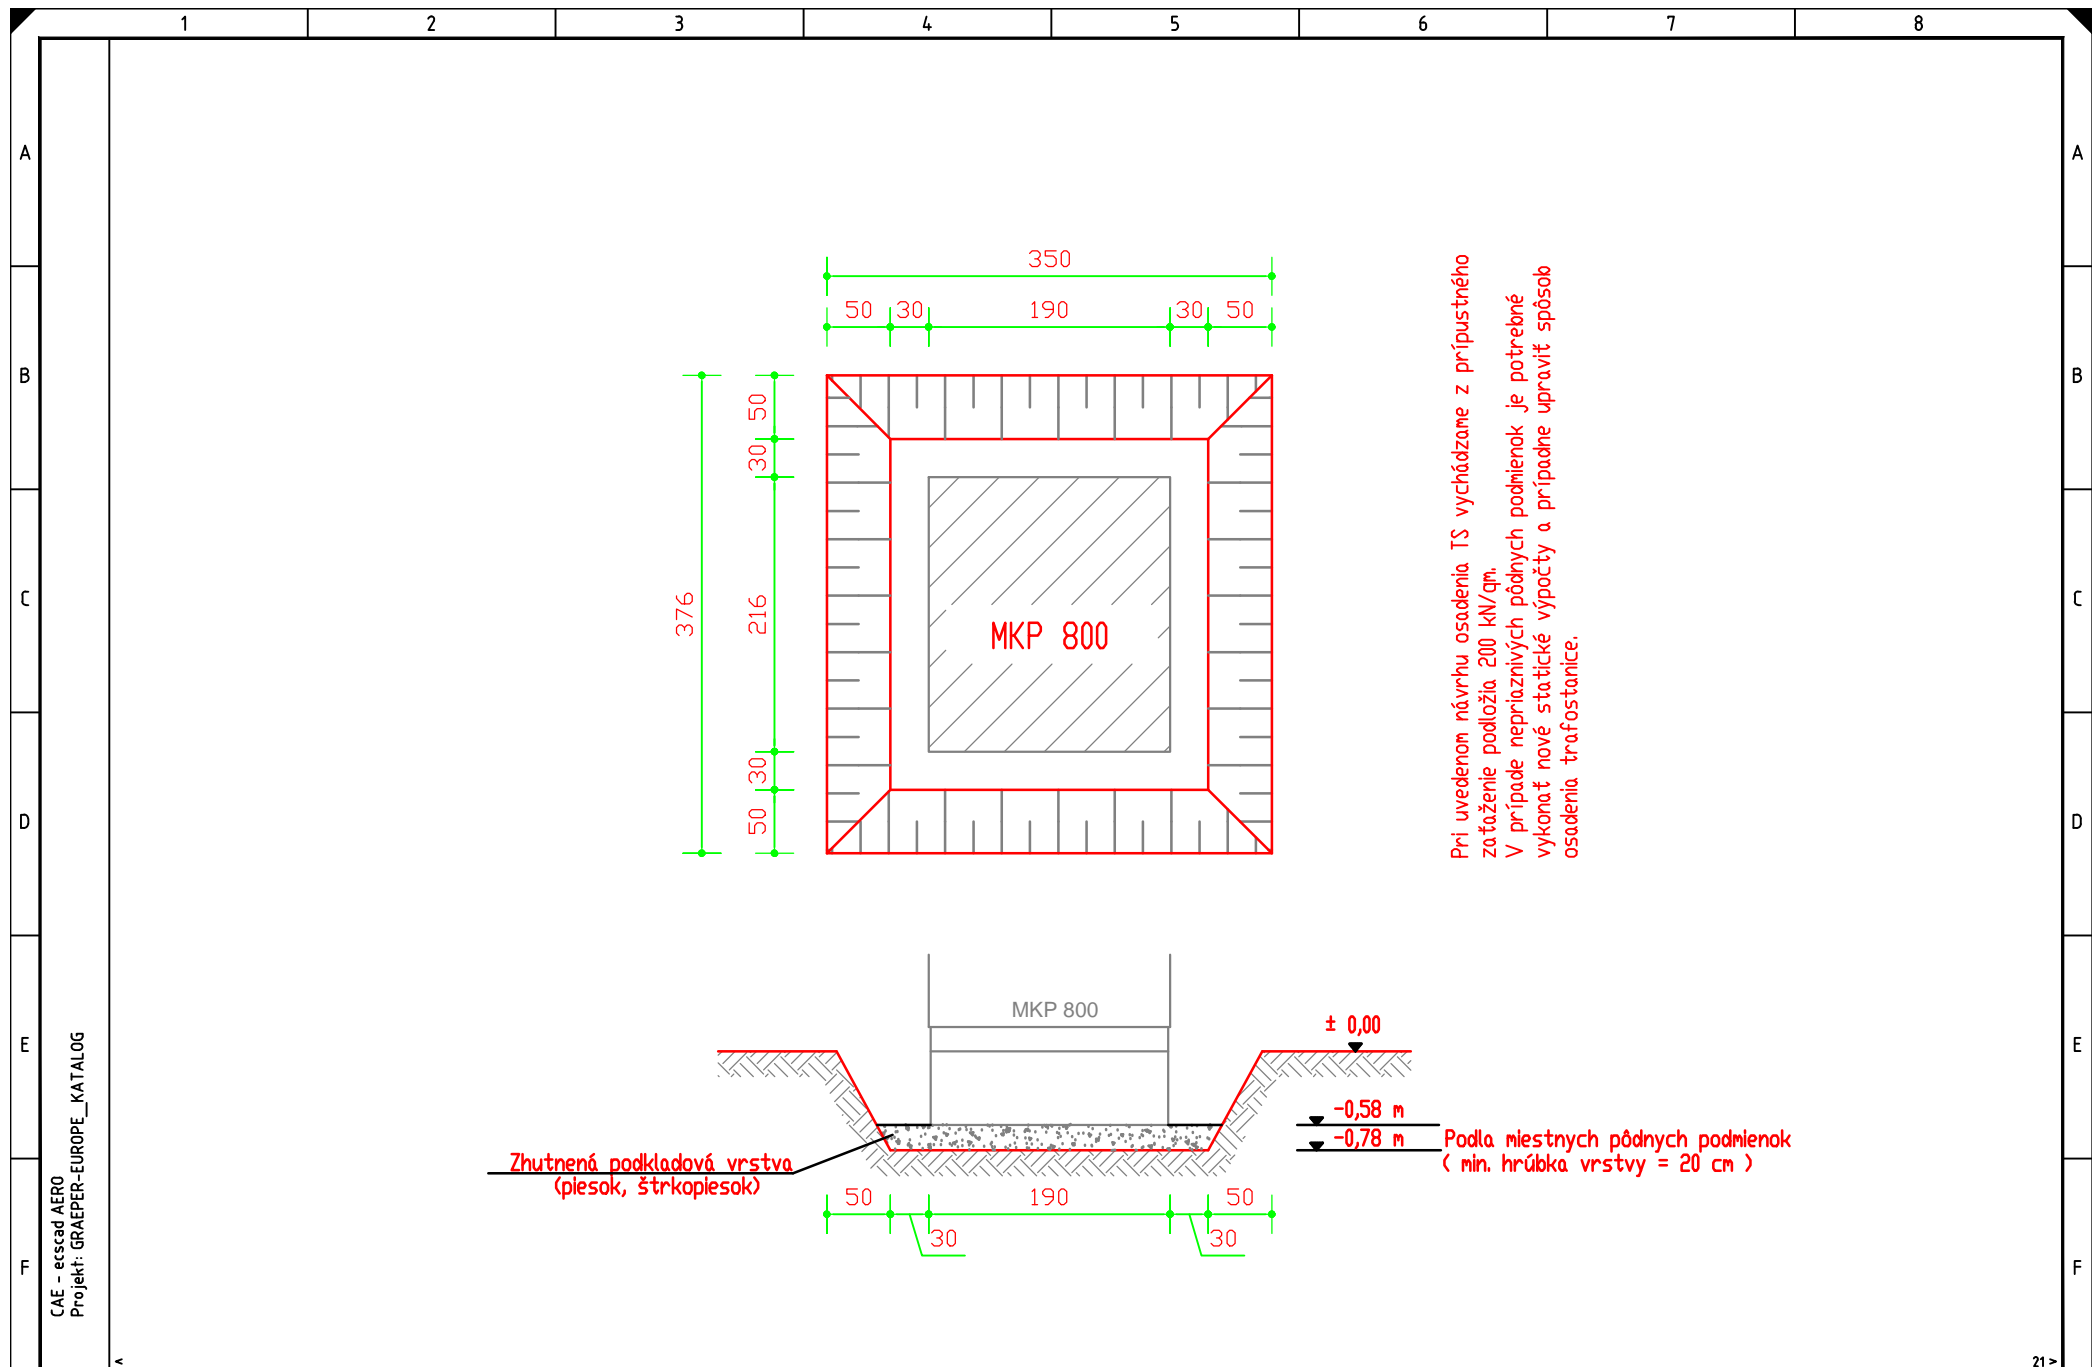 1 2 3 4 5 6 7 8
A A
B B
C C
D D
E E
F F
350
50 30 190 30 50
376
50
30
216
30
50
MKP 800
Pri uvedenom návrhu osadenia TS vychádzame z prípustného
zaťaženie podložia 200 kN/qm.
V prípade nepriaznivých pôdnych podmienok je potrebné
vykonať nové statické výpočty a prípadne upraviť spôsob
osadenia trafostanice.
MKP 800
± 0,00
-0,58 m
-0,78 m
Podla miestnych pôdnych podmienok
( min. hrúbka vrstvy = 20 cm )
Zhutnená podkladová vrstva
(piesok, štrkopiesok)
50 190 50
30 30
CAE - ecscad AERO
Projekt: GRAEPER-EUROPE_KATALOG
<
21 >